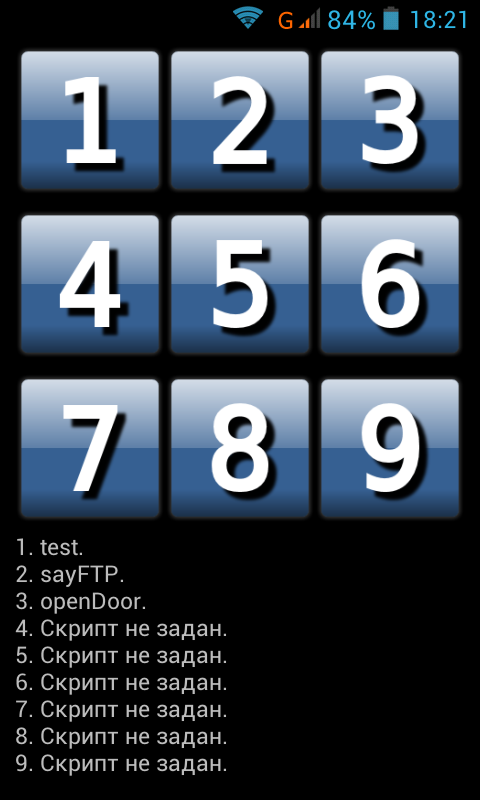 G 84% 18:21
1 2 3
4 5 6
7 8 9
1. test.
2. sayFTP.
3. openDoor.
4. Скрипт не задан.
5. Скрипт не задан.
6. Скрипт не задан.
7. Скрипт не задан.
8. Скрипт не задан.
9. Скрипт не задан.